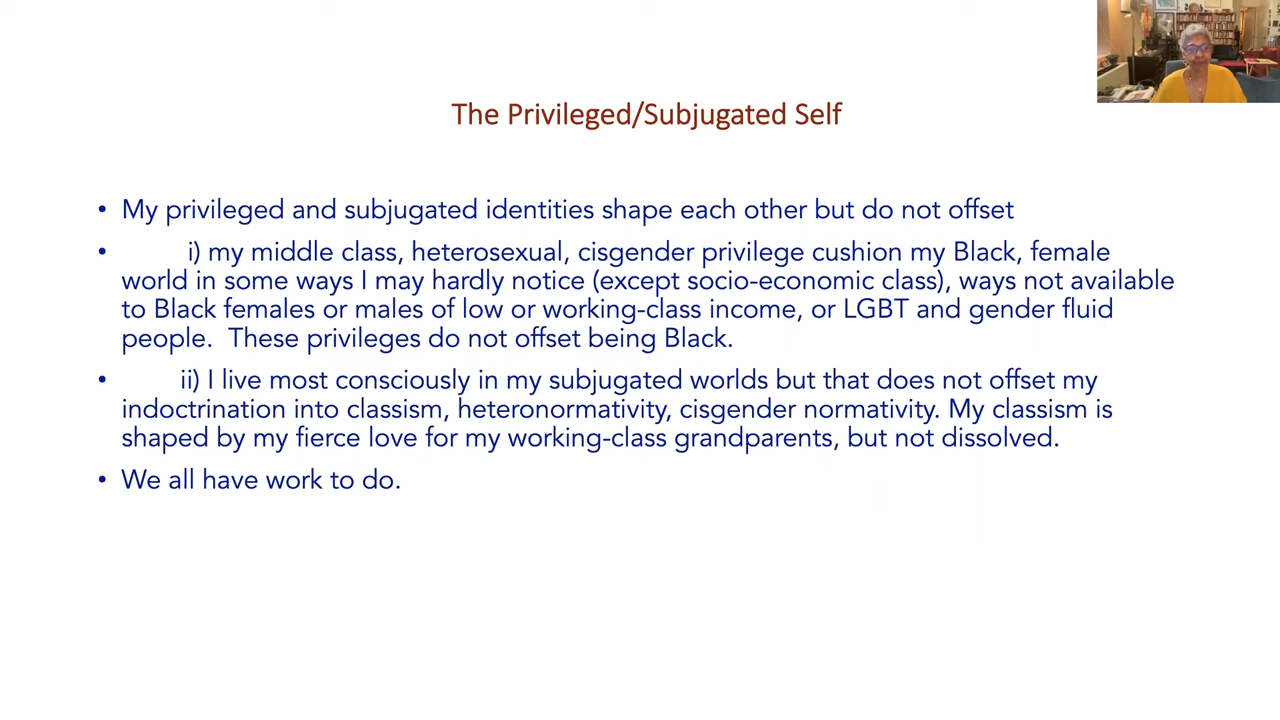 The Privileged/Subjugated Self
• My privileged and subjugated identities shape each other but do not offset
• i) my middle class, heterosexual, cisgender privilege cushion my Black, female
world in some ways I may hardly notice (except socio-economic class), ways not available
to Black females or males of low or working-class income, or LGBT and gender fluid
people.  These privileges do not offset being Black.
• ii) I live most consciously in my subjugated worlds but that does not offset my
indoctrination into classism, heteronormativity, cisgender normativity. My classism is
shaped by my fierce love for my working-class grandparents, but not dissolved.
• We all have work to do.